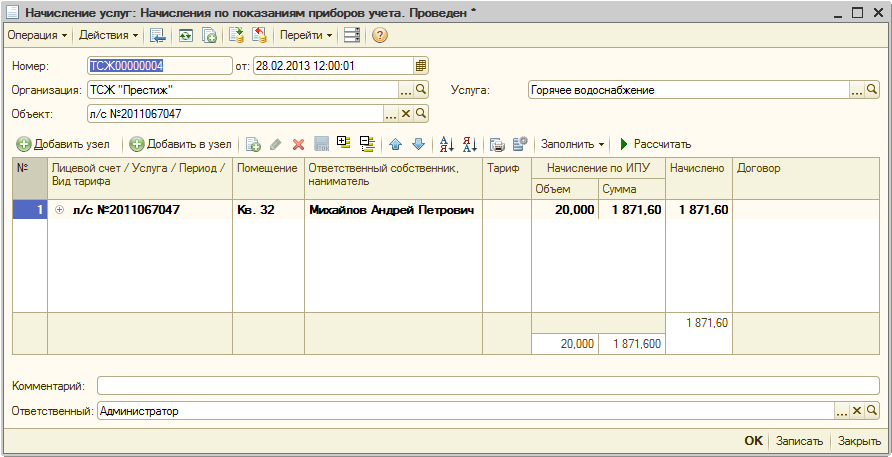 Начисление услуг: Начисления по показаниям приборов учета. Проведен *
Операция Действия Перейти ?
Номер: ТСЖ00000004 от: 28.02.2013 12:00:01
Организация: ТСЖ "Престиж" ... Услуга: Горячее водоснабжение ...
Объект: л/с №2011067047 ...
Добавить узел Добавить в узел Заполнить Рассчитать
№ Лицевой счет / Услуга / Период / Помещение Ответственный собственник, Тариф Начисление по ИПУ Начислено Договор
Вид тарифа наниматель Объем Сумма
1 л/с №2011067047 Кв. 32 Михайлов Андрей Петрович 20,000 1 871,60 1 871,60
1 871,60
20,000 1 871,600
Комментарий:
Ответственный: Администратор ...
OK Записать Закрыть